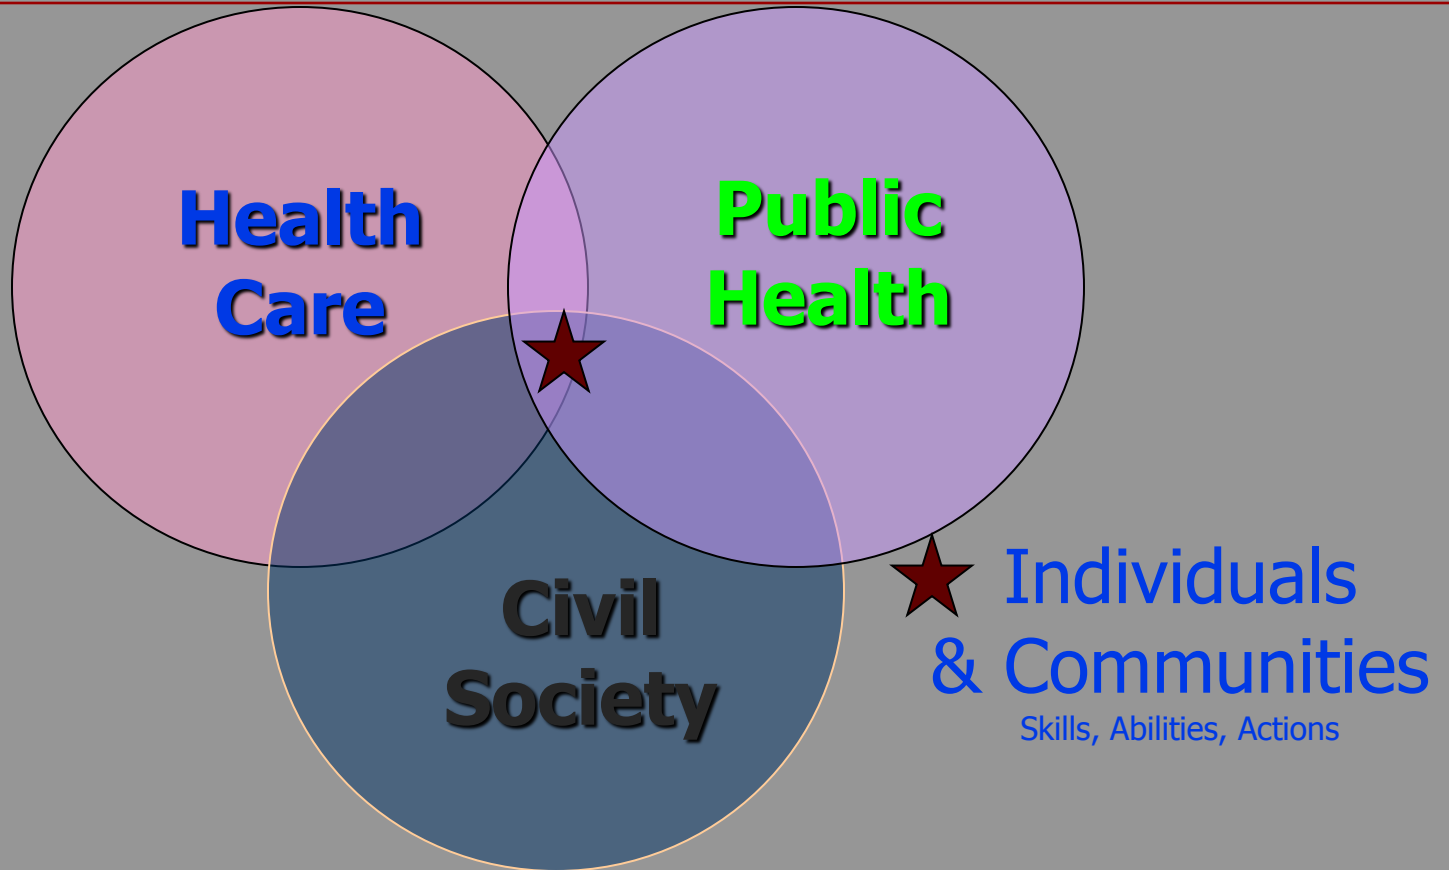 Health
Care
Public
Health
Civil
Society
Individuals
& Communities
Skills, Abilities, Actions